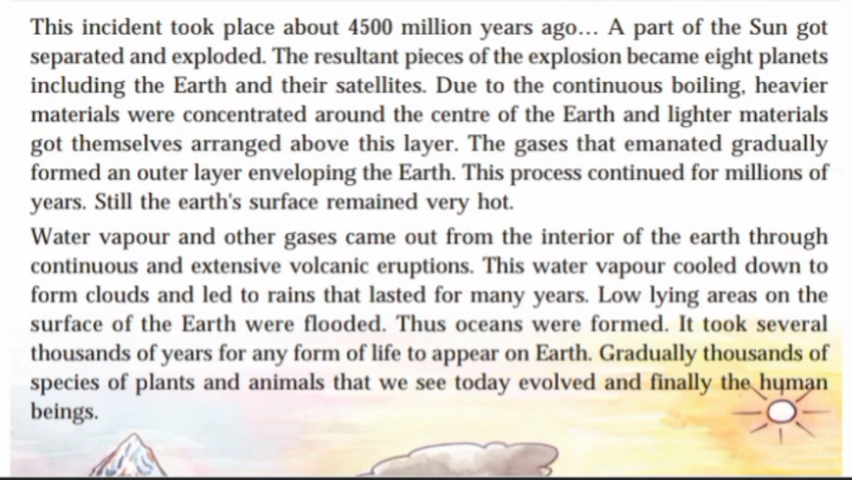 This incident took place about 4500 million years ago... A part of the Sun got
separated and exploded. The resultant pieces of the explosion became eight planets
including the Earth and their satellites. Due to the continuous boiling, heavier
materials were concentrated around the centre of the Earth and lighter materials
got themselves arranged above this layer. The gases that emanated gradually
formed an outer layer enveloping the Earth. This process continued for millions of
years. Still the earth's surface remained very hot.
Water vapour and other gases came out from the interior of the earth through
continuous and extensive volcanic eruptions. This water vapour cooled down to
form clouds and led to rains that lasted for many years. Low lying areas on the
surface of the Earth were flooded. Thus oceans were formed. It took several
thousands of years for any form of life to appear on Earth. Gradually thousands of
species of plants and animals that we see today evolved and finally the human
beings.